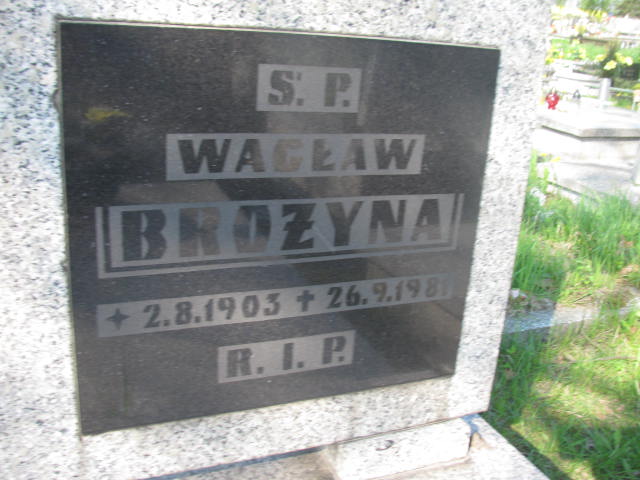 Ś. P.
WACŁAW
BROŻYNA
✦ 2.8.1903 ✝ 26.9.1981
R. I. P.